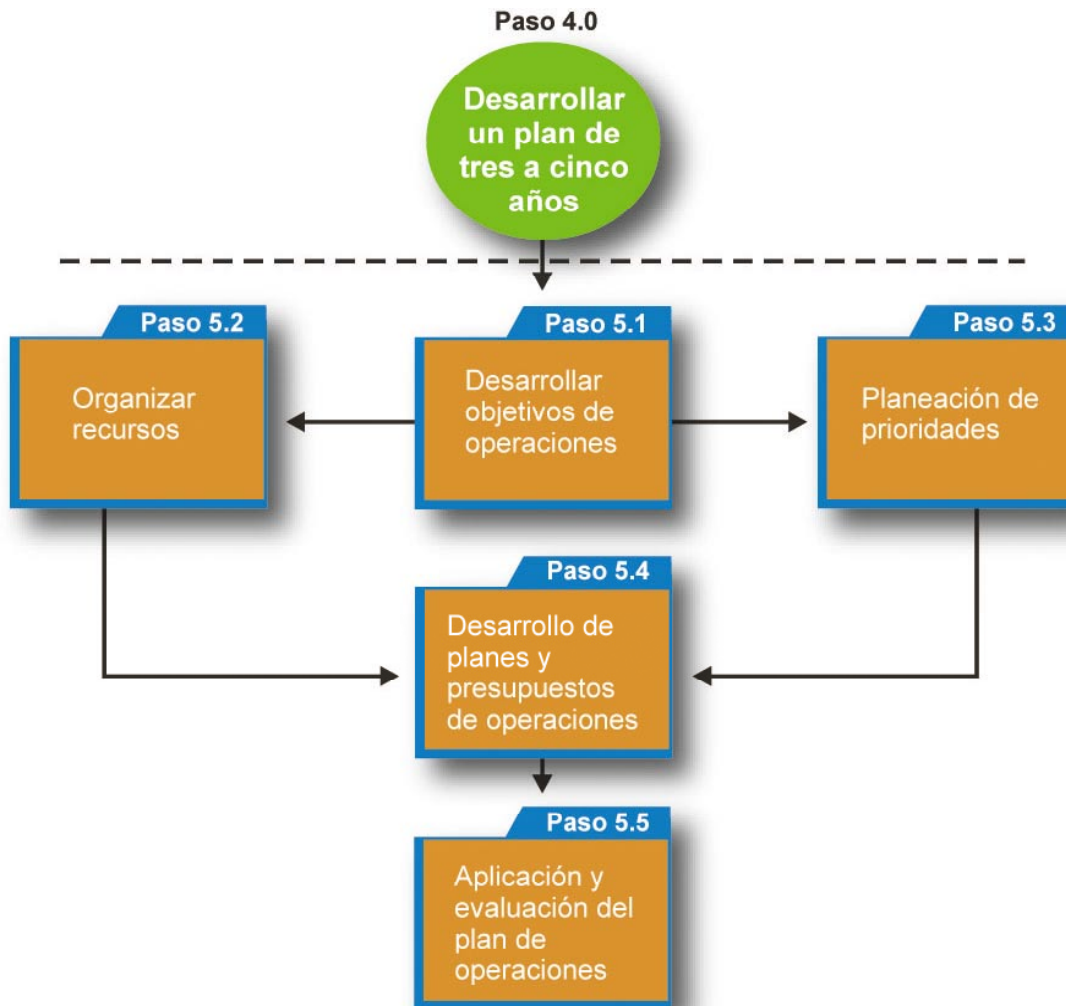 Paso 4.0
Desarrollar
un plan de
tres a cinco
años
Paso 5.2
Organizar
recursos
Paso 5.1
Desarrollar
objetivos de
operaciones
Paso 5.3
Planeación de
prioridades
Paso 5.4
Desarrollo de
planes y
presupuestos
de operaciones
Paso 5.5
Aplicación y
evaluación del
plan de
operaciones